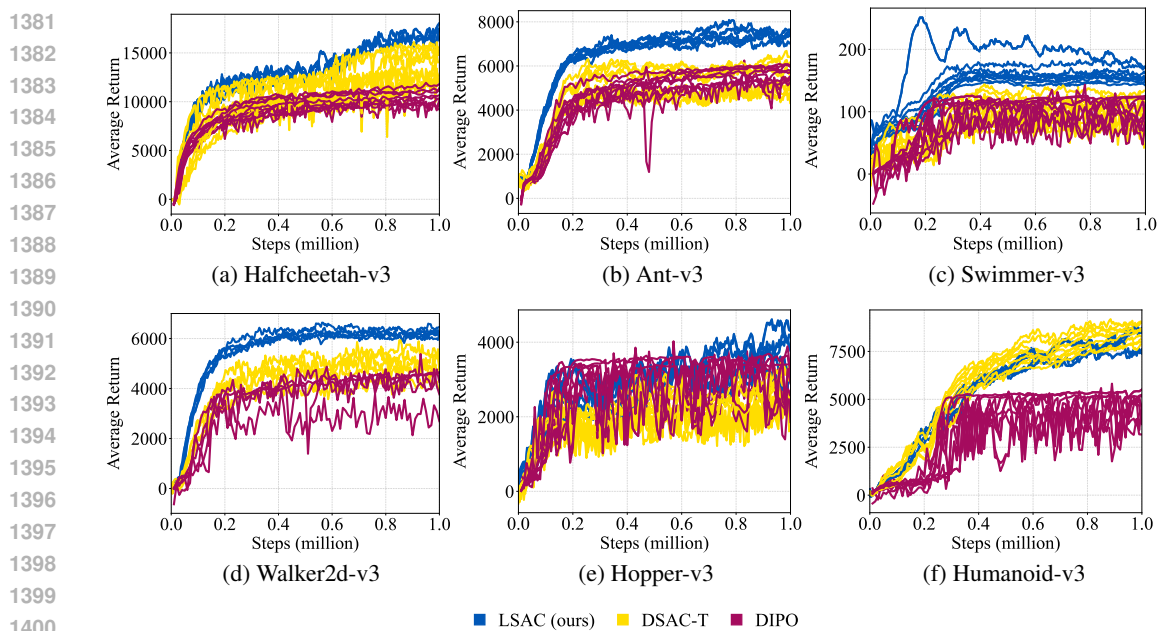 1381
1382
1383
1384
1385
1386
1387
1388
1389
1390
1391
1392
1393
1394
1395
1396
1397
1398
1399
1400
Average Return
15000
10000
5000
0
0.0 0.2 0.4 0.6 0.8 1.0
Steps (million)
(a) Halfcheetah-v3
Average Return
8000
6000
4000
2000
0
0.0 0.2 0.4 0.6 0.8 1.0
Steps (million)
(b) Ant-v3
Average Return
200
100
0
0.0 0.2 0.4 0.6 0.8 1.0
Steps (million)
(c) Swimmer-v3
Average Return
6000
4000
2000
0
0.0 0.2 0.4 0.6 0.8 1.0
Steps (million)
(d) Walker2d-v3
Average Return
4000
2000
0
0.0 0.2 0.4 0.6 0.8 1.0
Steps (million)
(e) Hopper-v3
Average Return
7500
5000
2500
0
0.0 0.2 0.4 0.6 0.8 1.0
Steps (million)
(f) Humanoid-v3
LSAC (ours) DSAC-T DIPO